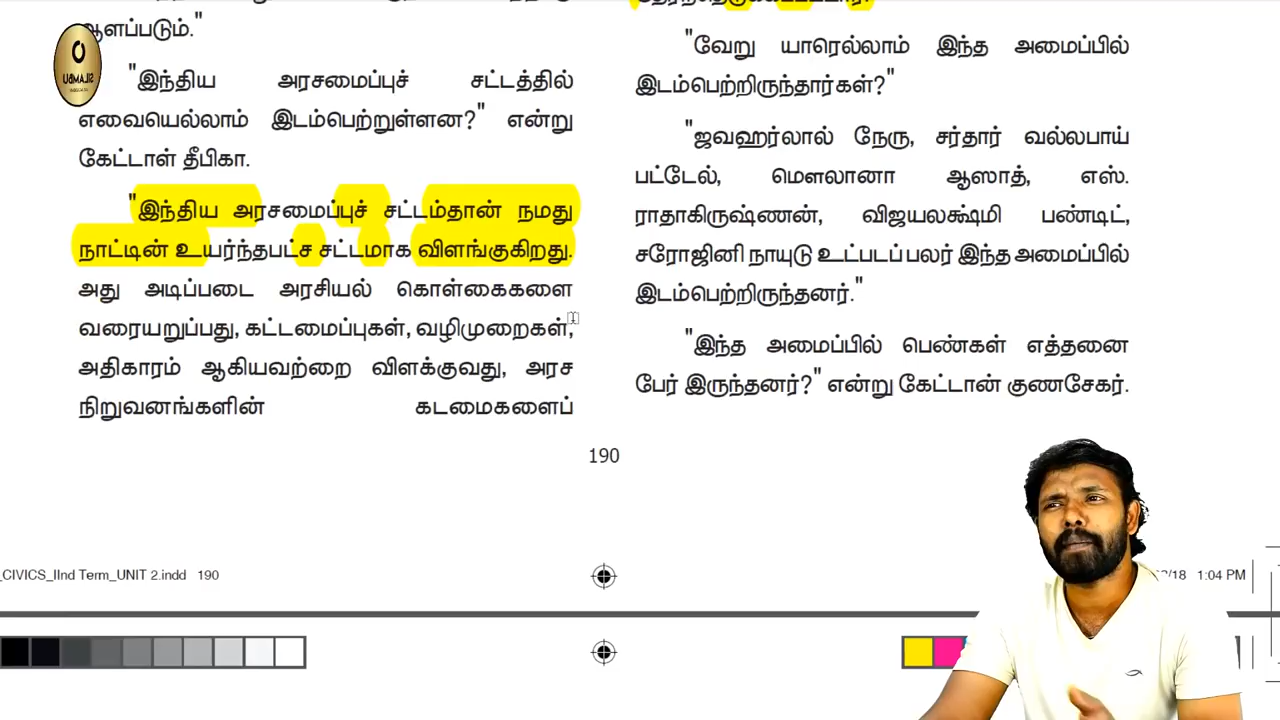 ஆளப்படும்."
"இந்திய அரசமைப்புச் சட்டத்தில்
எவையெல்லாம் இடம்பெற்றுள்ளன?" என்று
கேட்டாள் தீபிகா.
"இந்திய அரசமைப்புச் சட்டம்தான் நமது
நாட்டின் உயர்ந்தபட்ச சட்டமாக விளங்குகிறது.
அது அடிப்படை அரசியல் கொள்கைகளை
வரையறுப்பது, கட்டமைப்புகள், வழிமுறைகள்,
அதிகாரம் ஆகியவற்றை விளக்குவது, அரச
நிறுவனங்களின் கடமைகளைப்
"வேறு யாரெல்லாம் இந்த அமைப்பில்
இடம்பெற்றிருந்தார்கள்?"
"ஜவஹர்லால் நேரு, சர்தார் வல்லபாய்
பட்டேல், மௌலானா ஆஸாத், எஸ்.
ராதாகிருஷ்ணன், விஜயலக்ஷ்மி பண்டிட்,
சரோஜினி நாயுடு உட்படப் பலர் இந்த அமைப்பில்
இடம்பெற்றிருந்தனர்."
"இந்த அமைப்பில் பெண்கள் எத்தனை
பேர் இருந்தனர்?" என்று கேட்டான் குணசேகர்.
190
_CIVICS_IInd Term_UNIT 2.indd 190
/18 1:04 PM